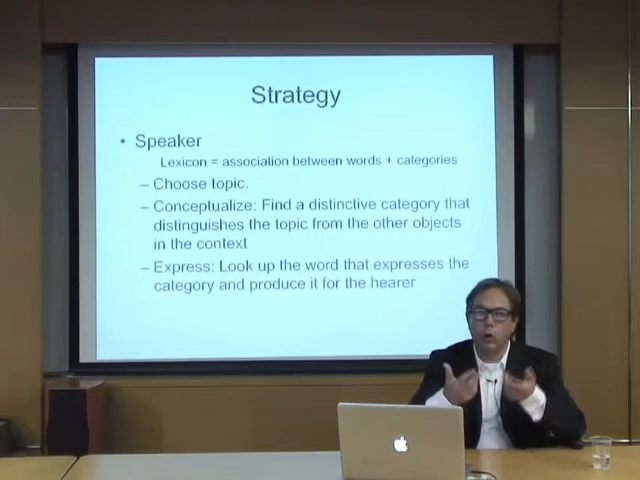 Strategy
• Speaker
Lexicon = association between words + categories
– Choose topic.
– Conceptualize: Find a distinctive category that
distinguishes the topic from the other objects
in the context
– Express: Look up the word that expresses the
category and produce it for the hearer